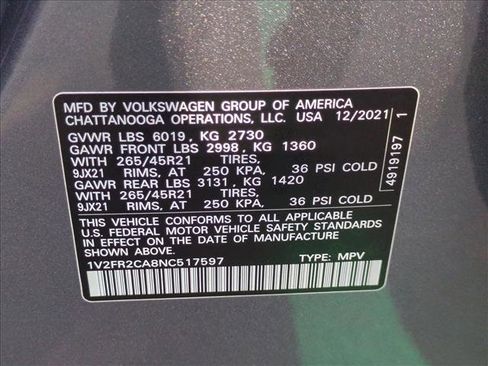 MFD BY VOLKSWAGEN GROUP OF AMERICA
CHATTANOOGA OPERATIONS, LLC. USA 12/2021
GVWR LBS 6019, KG 2730
GAWR FRONT LBS 2998, KG 1360
WITH 265/45R21 TIRES,
9JX21 RIMS, AT 250 KPA, 36 PSI COLD
GAWR REAR LBS 3131, KG 1420
WITH 265/45R21 TIRES,
9JX21 RIMS, AT 250 KPA, 36 PSI COLD
THIS VEHICLE CONFORMS TO ALL APPLICABLE
U.S. FEDERAL MOTOR VEHICLE SAFETY STANDARDS
IN EFFECT ON THE DATE OF MANUFACTURE
SHOWN ABOVE.
1V2FR2CA8NC517597 TYPE: MPV
4919197 1